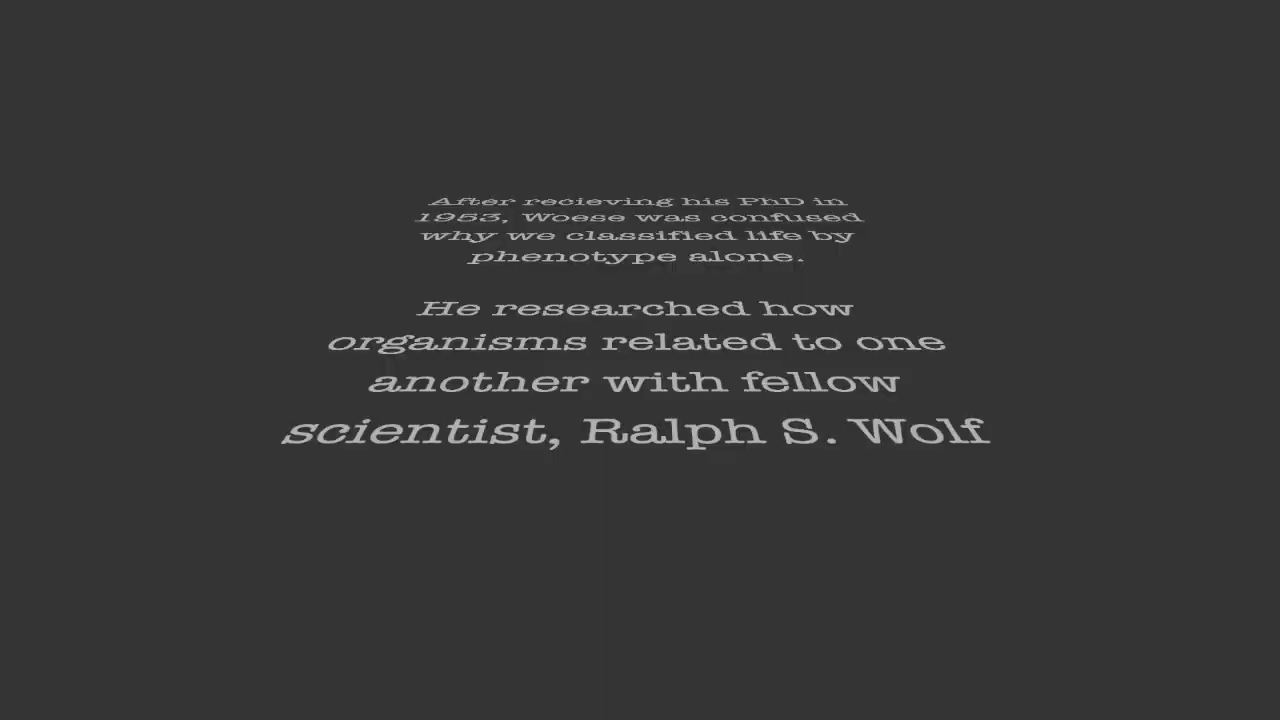 After recieving his PhD in
1953, Woese was confused
why we classified life by
phenotype alone.
He researched how
organisms related to one
another with fellow
scientist, Ralph S. Wolf